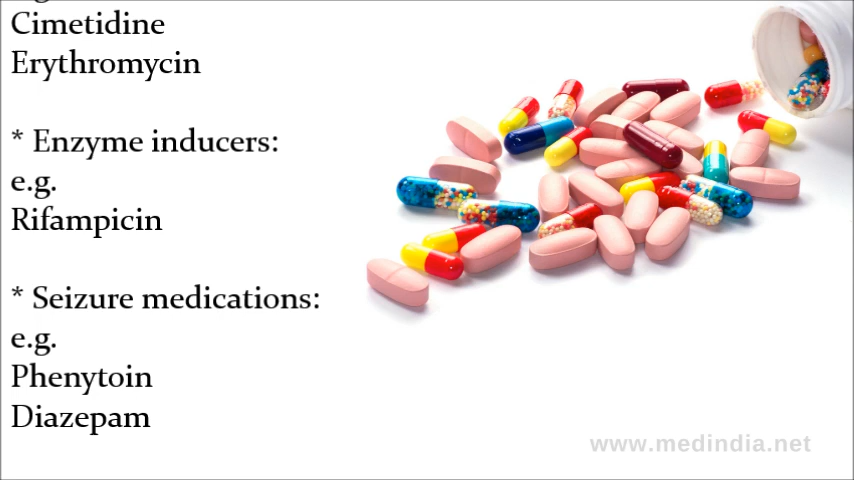 Cimetidine
Erythromycin
* Enzyme inducers:
e.g.
Rifampicin
* Seizure medications:
e.g.
Phenytoin
Diazepam
www.medindia.net